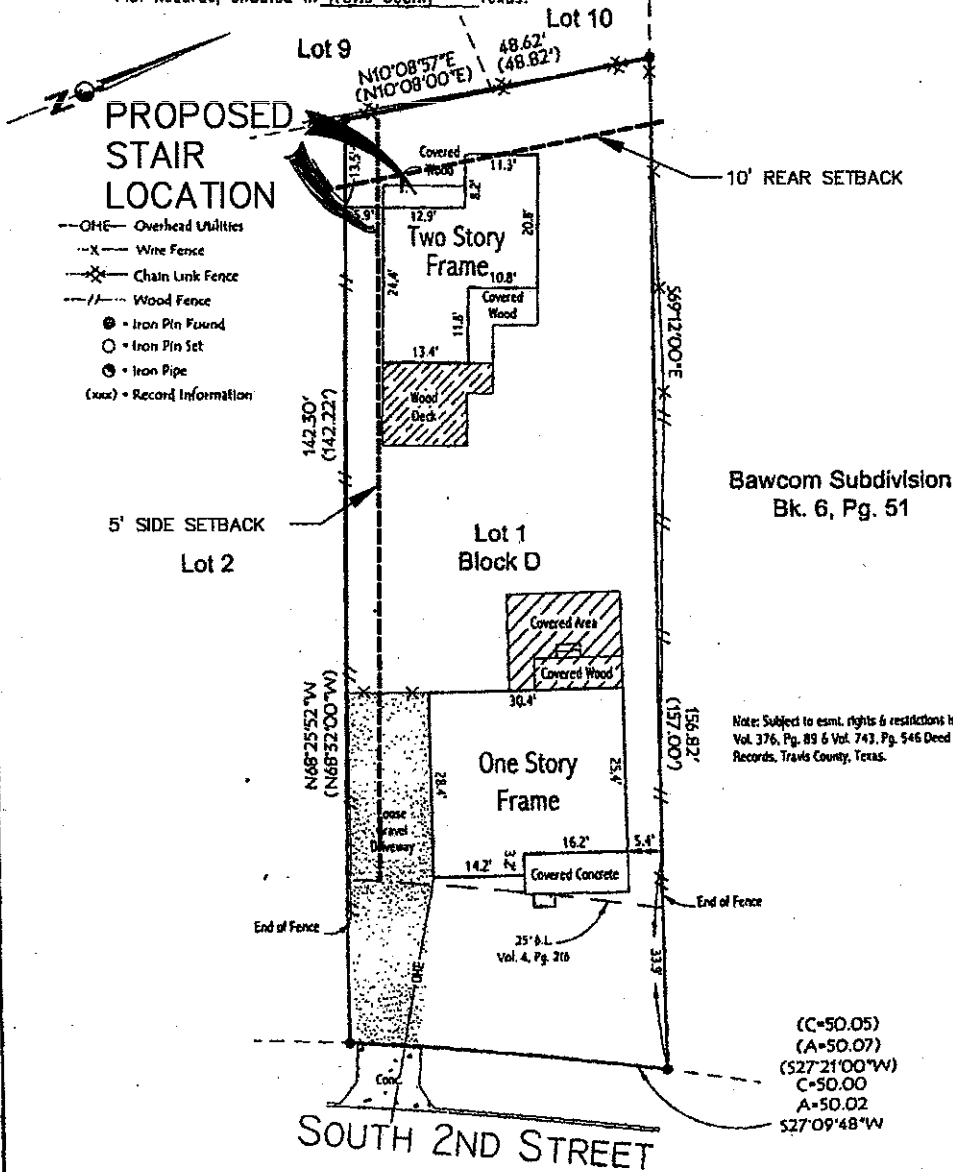 Plat Records, situated in Travis County Texas.
Lot 10
Lot 9
N10°08'57"E
(N10°08'00"E)
48.62'
(48.82')
N
PROPOSED
STAIR
LOCATION
10' REAR SETBACK
--OHE-- Overhead Utilities
--X-- Wire Fence
Chain Link Fence
--//-- Wood Fence
= Iron Pin Found
= Iron Pin Set
= Iron Pipe
(xxx) = Record Information
13.5'
Covered
Wood
11.3'
8.2'
5.9'
12.9'
20.8'
Two Story
Frame
24.4'
10.8'
Covered
Wood
11.8'
13.4'
Wood
Deck
S69°12'00"E
142.30'
(142.22')
5' SIDE SETBACK
Lot 2
Lot 1
Block D
Bawcom Subdivision
Bk. 6, Pg. 51
Covered Area
Covered Wood
30.4'
N68°25'52"W
(N68°32'00"W)
156.82'
(157.00')
Note: Subject to esmt. rights & restrictions
Vol. 376, Pg. 89 & Vol. 743, Pg. 546 Deed
Records, Travis County, Texas.
One Story
Frame
28.4'
25.4'
Loose
Gravel
Driveway
16.2'
5.4'
3.2'
14.2'
Covered Concrete
End of Fence
End of Fence
25' B.L.
Vol. 4, Pg. 216
OHE
33.9'
Conc.
(C=50.05)
(A=50.07)
(S27°21'00"W)
C=50.00
A=50.02
S27°09'48"W
SOUTH 2ND STREET